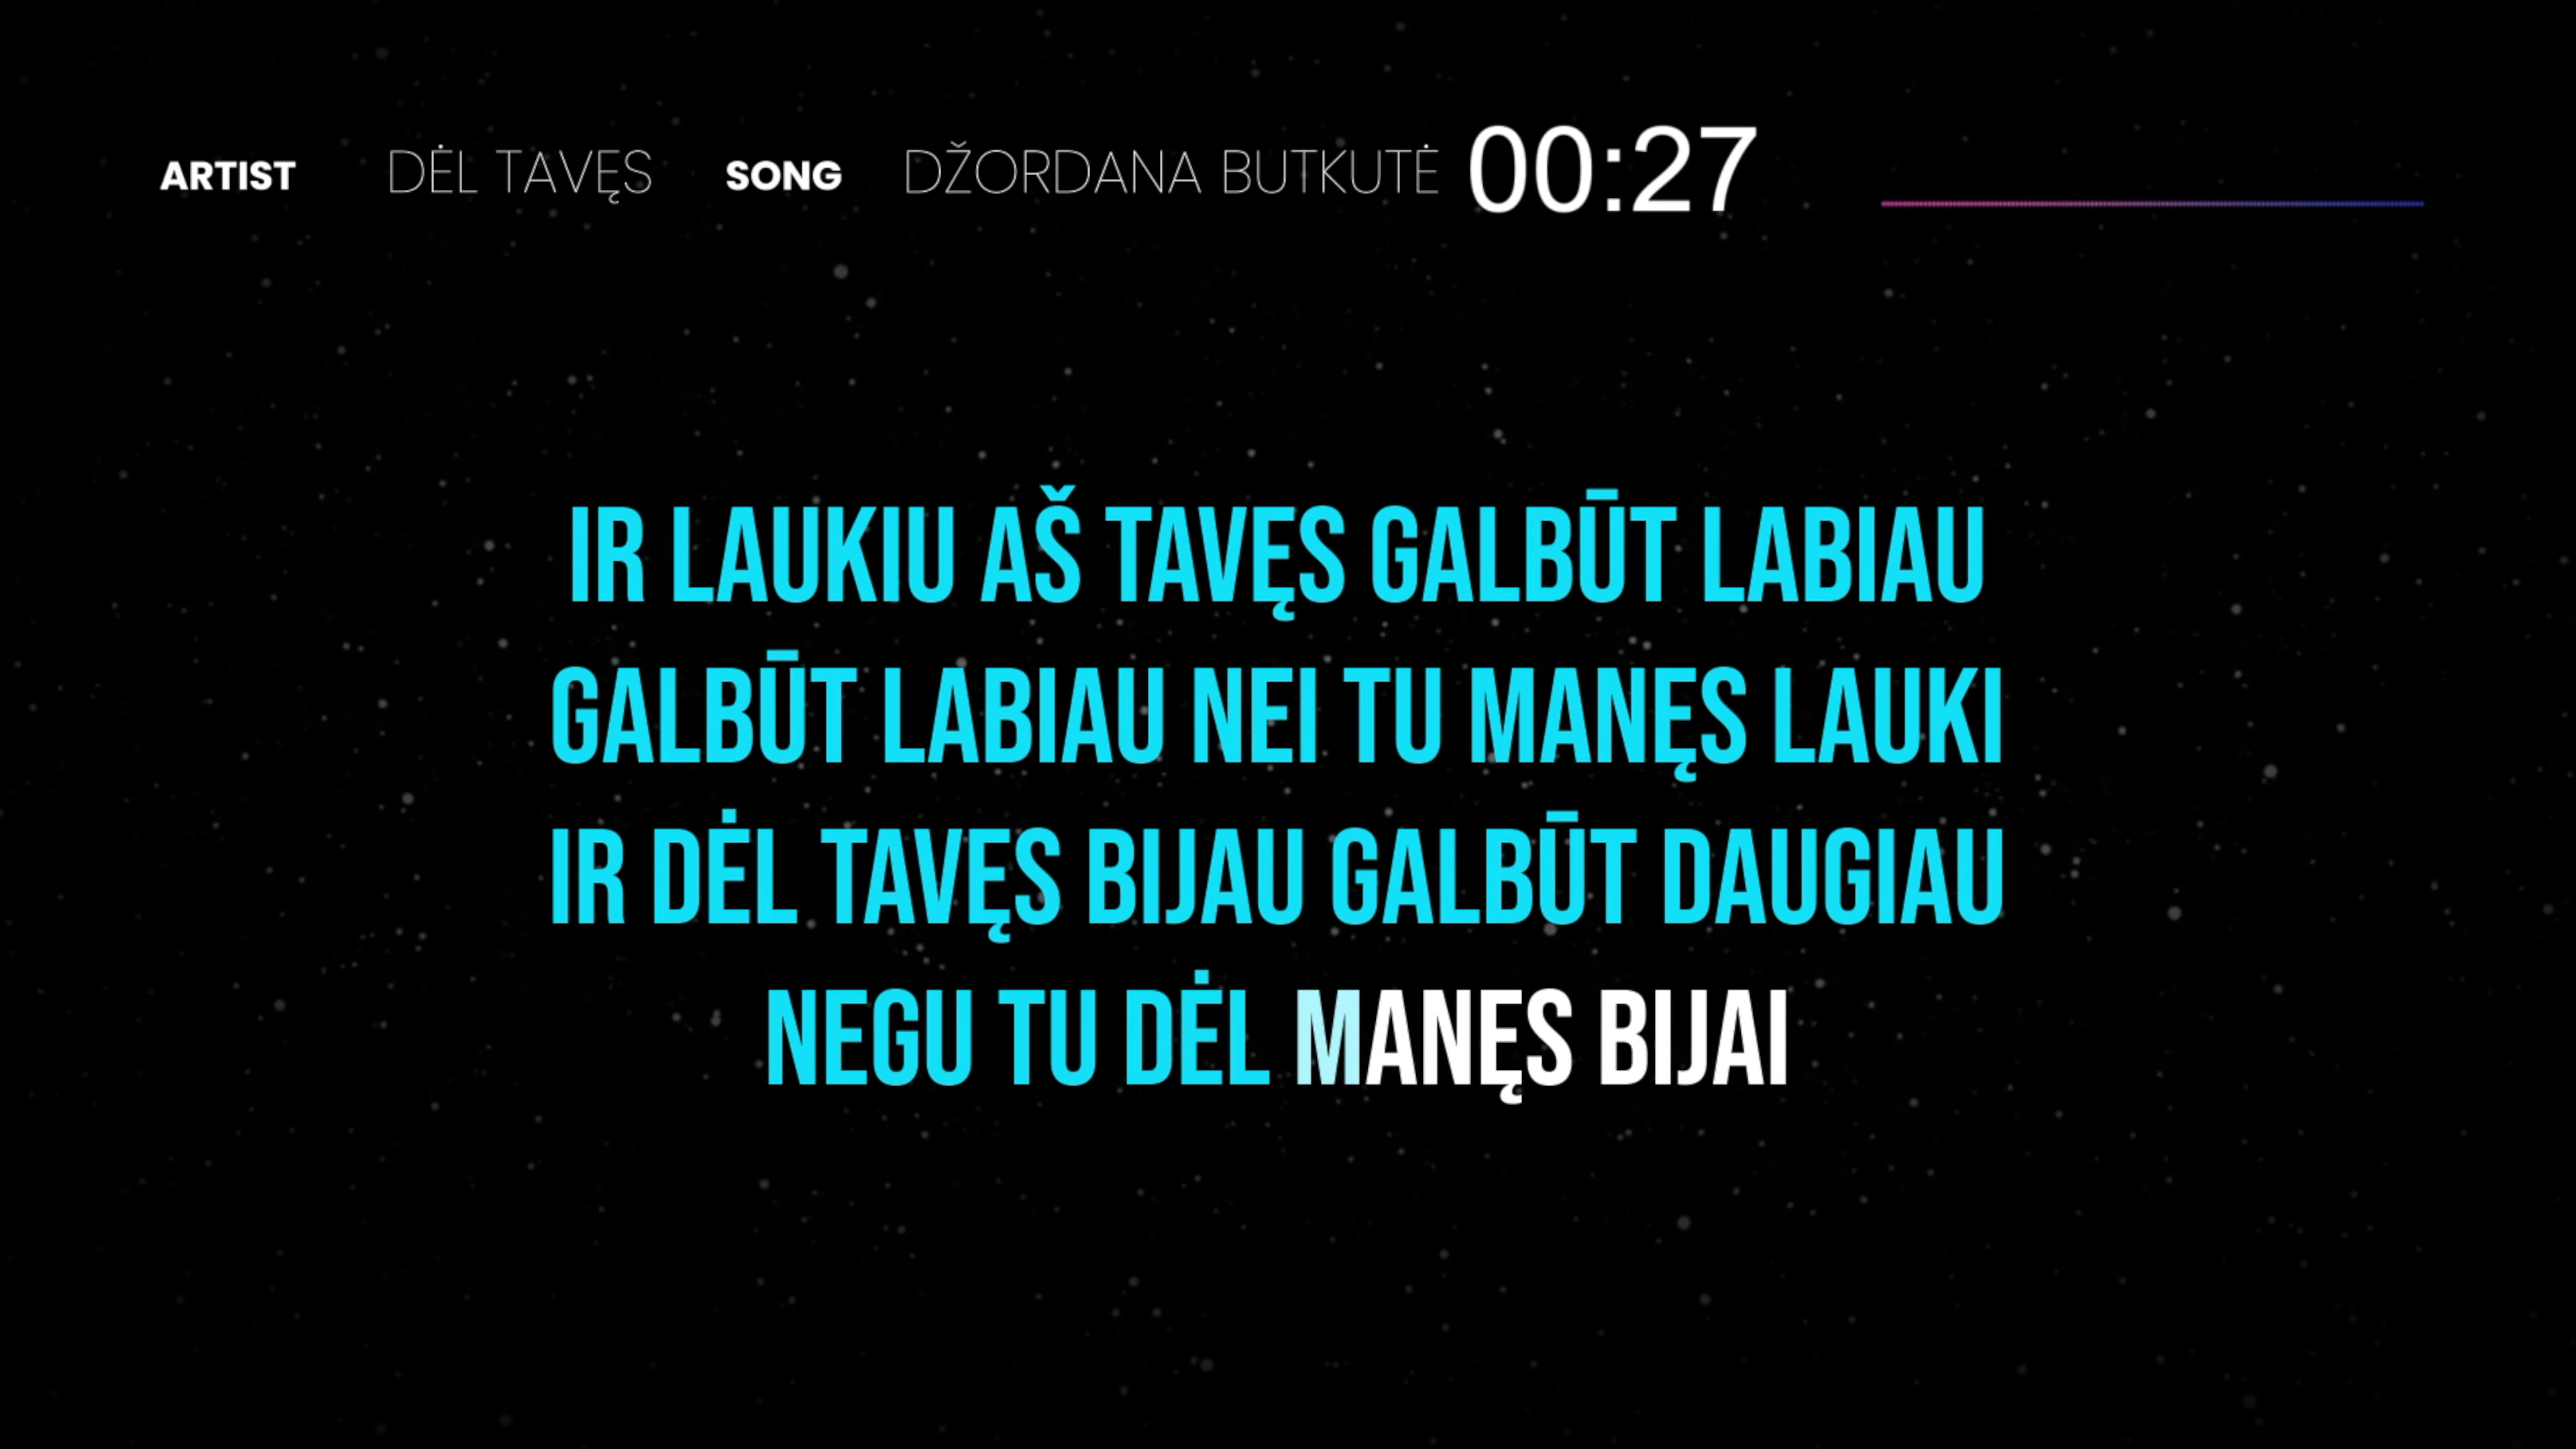 ARTIST DĖL TAVĘS SONG DŽORDANA BUTKUTĖ 00:27
IR LAUKIU AŠ TAVĘS GALBŪT LABIAU
GALBŪT LABIAU NEI TU MANĘS LAUKI
IR DĖL TAVĘS BIJAU GALBŪT DAUGIAU
NEGU TU DĖL MANĘS BIJAI